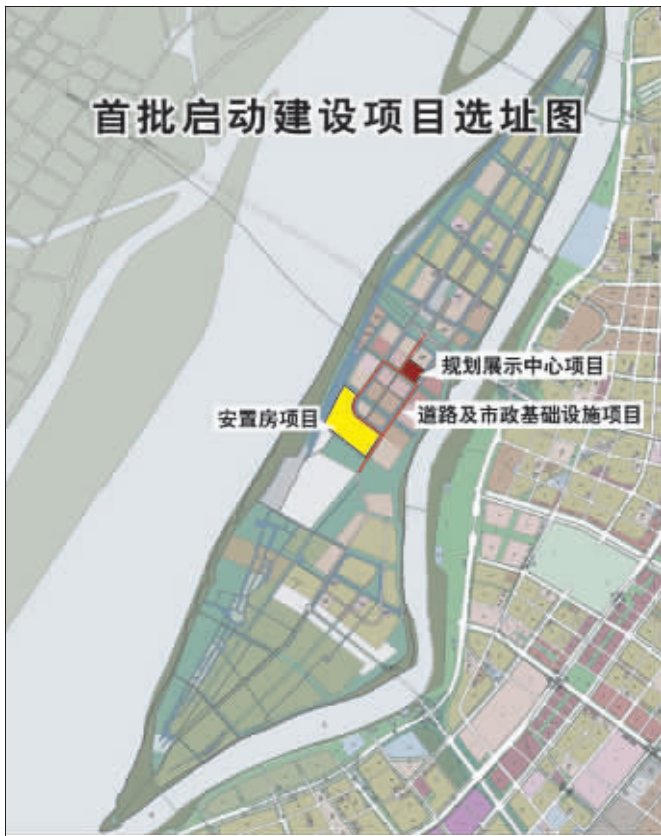 首批启动建设项目选址图
规划展示中心项目
安置房项目
道路及市政基础设施项目